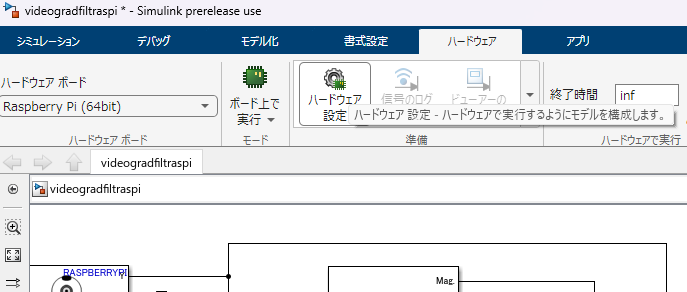 videogradfiltraspi * - Simulink prerelease use
シミュレーション デバッグ モデル化 書式設定 ハードウェア アプリ
ハードウェア ボード
Raspberry Pi (64bit)
ボード上で
実行
ハードウェア
設定
信号のログ
ビューアーの
終了時間 inf
ハードウェア 設定 - ハードウェアで実行するようにモデルを構成します。
ハードウェア ボード モード 準備 ハードウェアで実行
videogradfiltraspi
videogradfiltraspi
RASPBERRYPI
Mag.